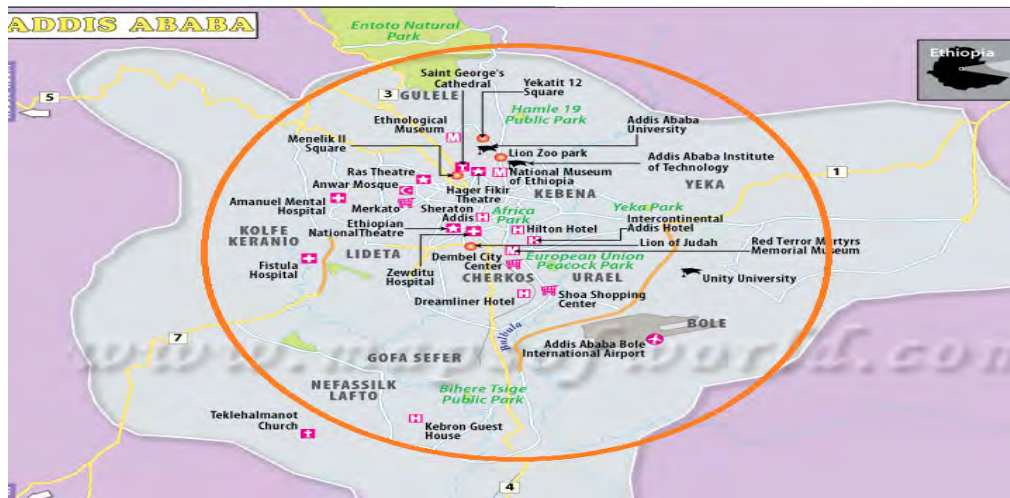 ADDIS ABABA
Entoto Natural
Park
Ethiopia
Saint George's
Cathedral
Yekatit 12
Square
5
3
GULELE
Hamle 19
Public Park
Ethnological
Museum
M
Addis Ababa
University
Menelik II
Square
Lion Zoo park
Addis Ababa Institute
of Technology
Ras Theatre
M
National Museum
of Ethiopia
1
Anwar Mosque
Hager Fikir
Theatre
KEBENA
YEKA
Amanuel Mental
Hospital
Merkato
Sheraton
Addis
H
Africa
Park
Yeka Park
Ethiopian
NationalTheatre
H
Hilton Hotel
Intercontinental
Addis Hotel
H
KOLFE
KERANIO
LIDETA
Lion of Judah
Red Terror Martyrs
Memorial Museum
M
Dembel City
Center
European Union
Peacock Park
Fistula
Hospital
Zewditu
Hospital
CHERKOS
URAEL
Unity University
Dreamliner Hotel
H
Shoa Shopping
Center
Bulbula
BOLE
7
Addis Ababa Bole
International Airport
www.mapsofworld.com
GOFA SEFER
NEFASSILK
LAFTO
Bihere Tsige
Public Park
Teklehalmanot
Church
H
Kebron Guest
House
4